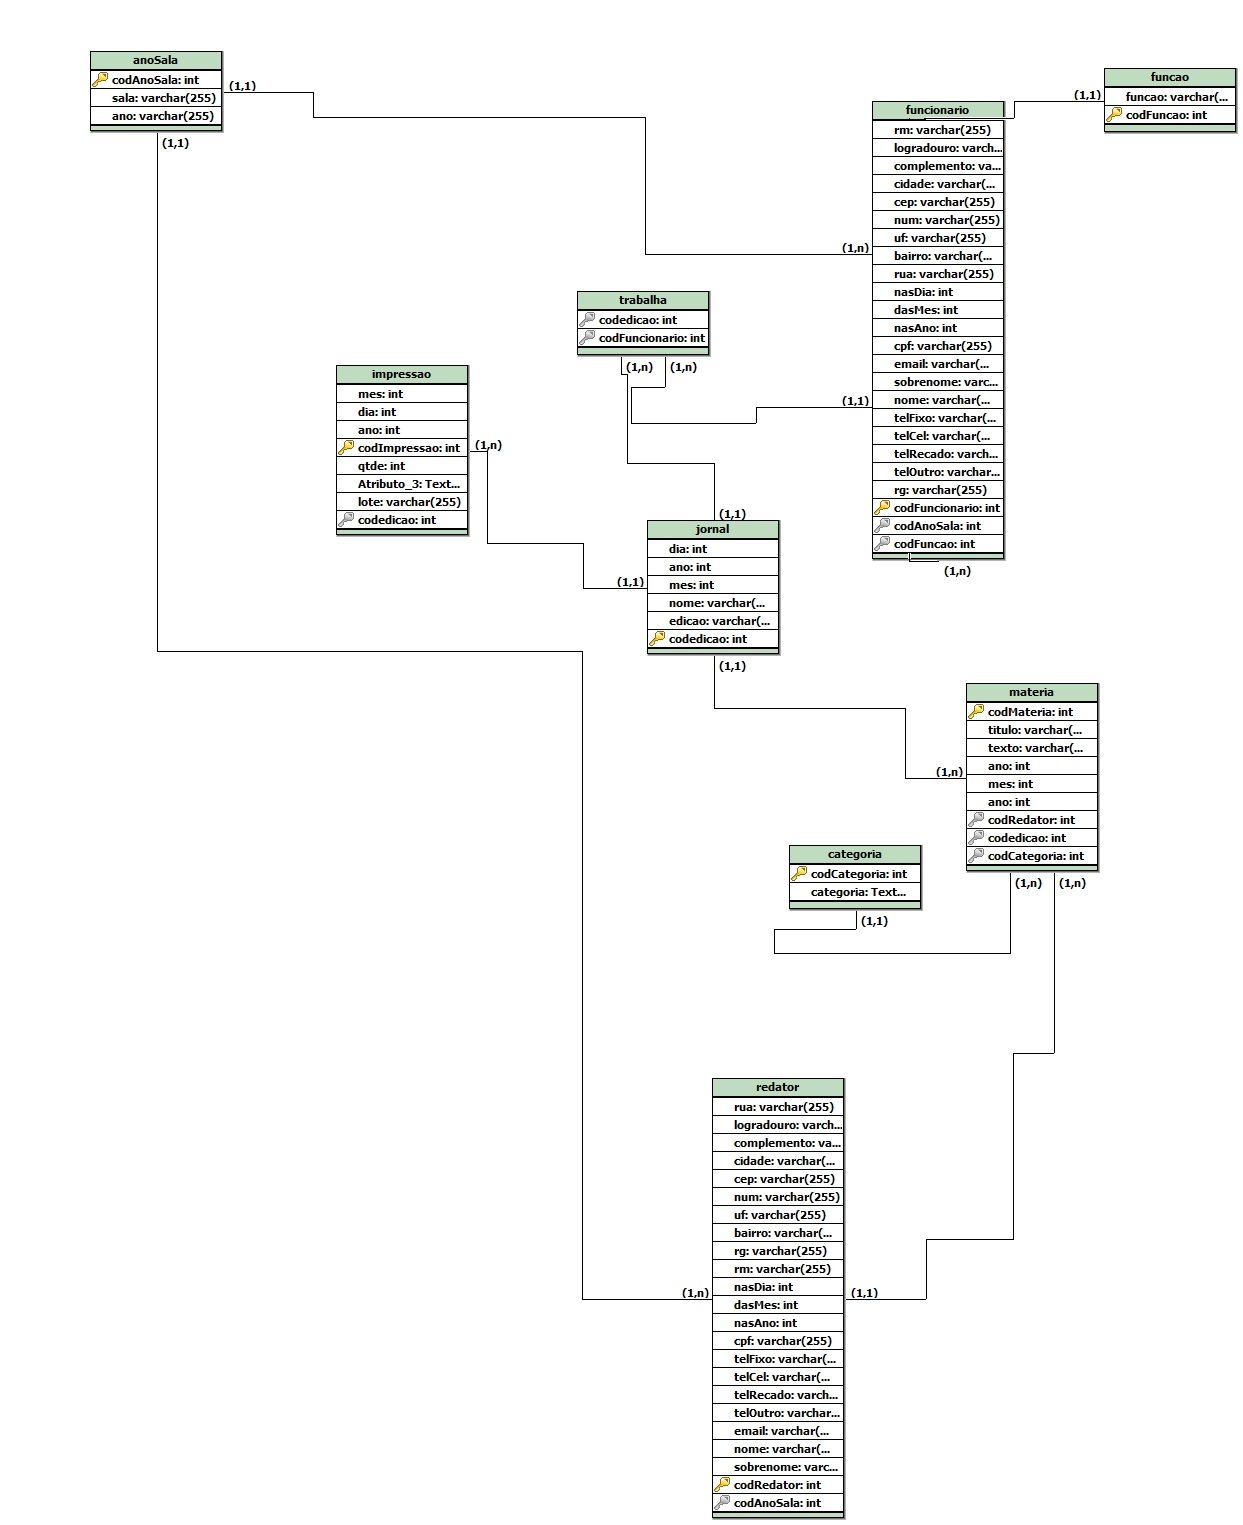 anoSala
codAnoSala: int
sala: varchar(255)
ano: varchar(255)
(1,1)
(1,1)
funcao
funcao: varchar(...
codFuncao: int
(1,1)
funcionario
rm: varchar(255)
logradouro: varch...
complemento: va...
cidade: varchar(...
cep: varchar(255)
num: varchar(255)
uf: varchar(255)
bairro: varchar(...
rua: varchar(255)
nasDia: int
dasMes: int
nasAno: int
cpf: varchar(255)
email: varchar(...
sobrenome: varc...
nome: varchar(...
telFixo: varchar(...
telCel: varchar(...
telRecado: varch...
telOutro: varchar...
rg: varchar(255)
codFuncionario: int
codAnoSala: int
codFuncao: int
(1,n)
(1,1)
(1,n)
trabalha
codedicao: int
codFuncionario: int
(1,n)
(1,n)
impressao
mes: int
dia: int
ano: int
codImpressao: int
qtde: int
Atributo_3: Text...
lote: varchar(255)
codedicao: int
(1,n)
(1,1)
jornal
dia: int
ano: int
mes: int
nome: varchar(...
edicao: varchar(...
codedicao: int
(1,1)
(1,1)
materia
codMateria: int
titulo: varchar(...
texto: varchar(...
ano: int
mes: int
ano: int
codRedator: int
codedicao: int
codCategoria: int
(1,n)
(1,n)
(1,n)
categoria
codCategoria: int
categoria: Text...
(1,1)
redator
rua: varchar(255)
logradouro: varch...
complemento: va...
cidade: varchar(...
cep: varchar(255)
num: varchar(255)
uf: varchar(255)
bairro: varchar(...
rg: varchar(255)
rm: varchar(255)
nasDia: int
dasMes: int
nasAno: int
cpf: varchar(255)
telFixo: varchar(...
telCel: varchar(...
telRecado: varch...
telOutro: varchar...
email: varchar(...
nome: varchar(...
sobrenome: varc...
codRedator: int
codAnoSala: int
(1,n)
(1,1)